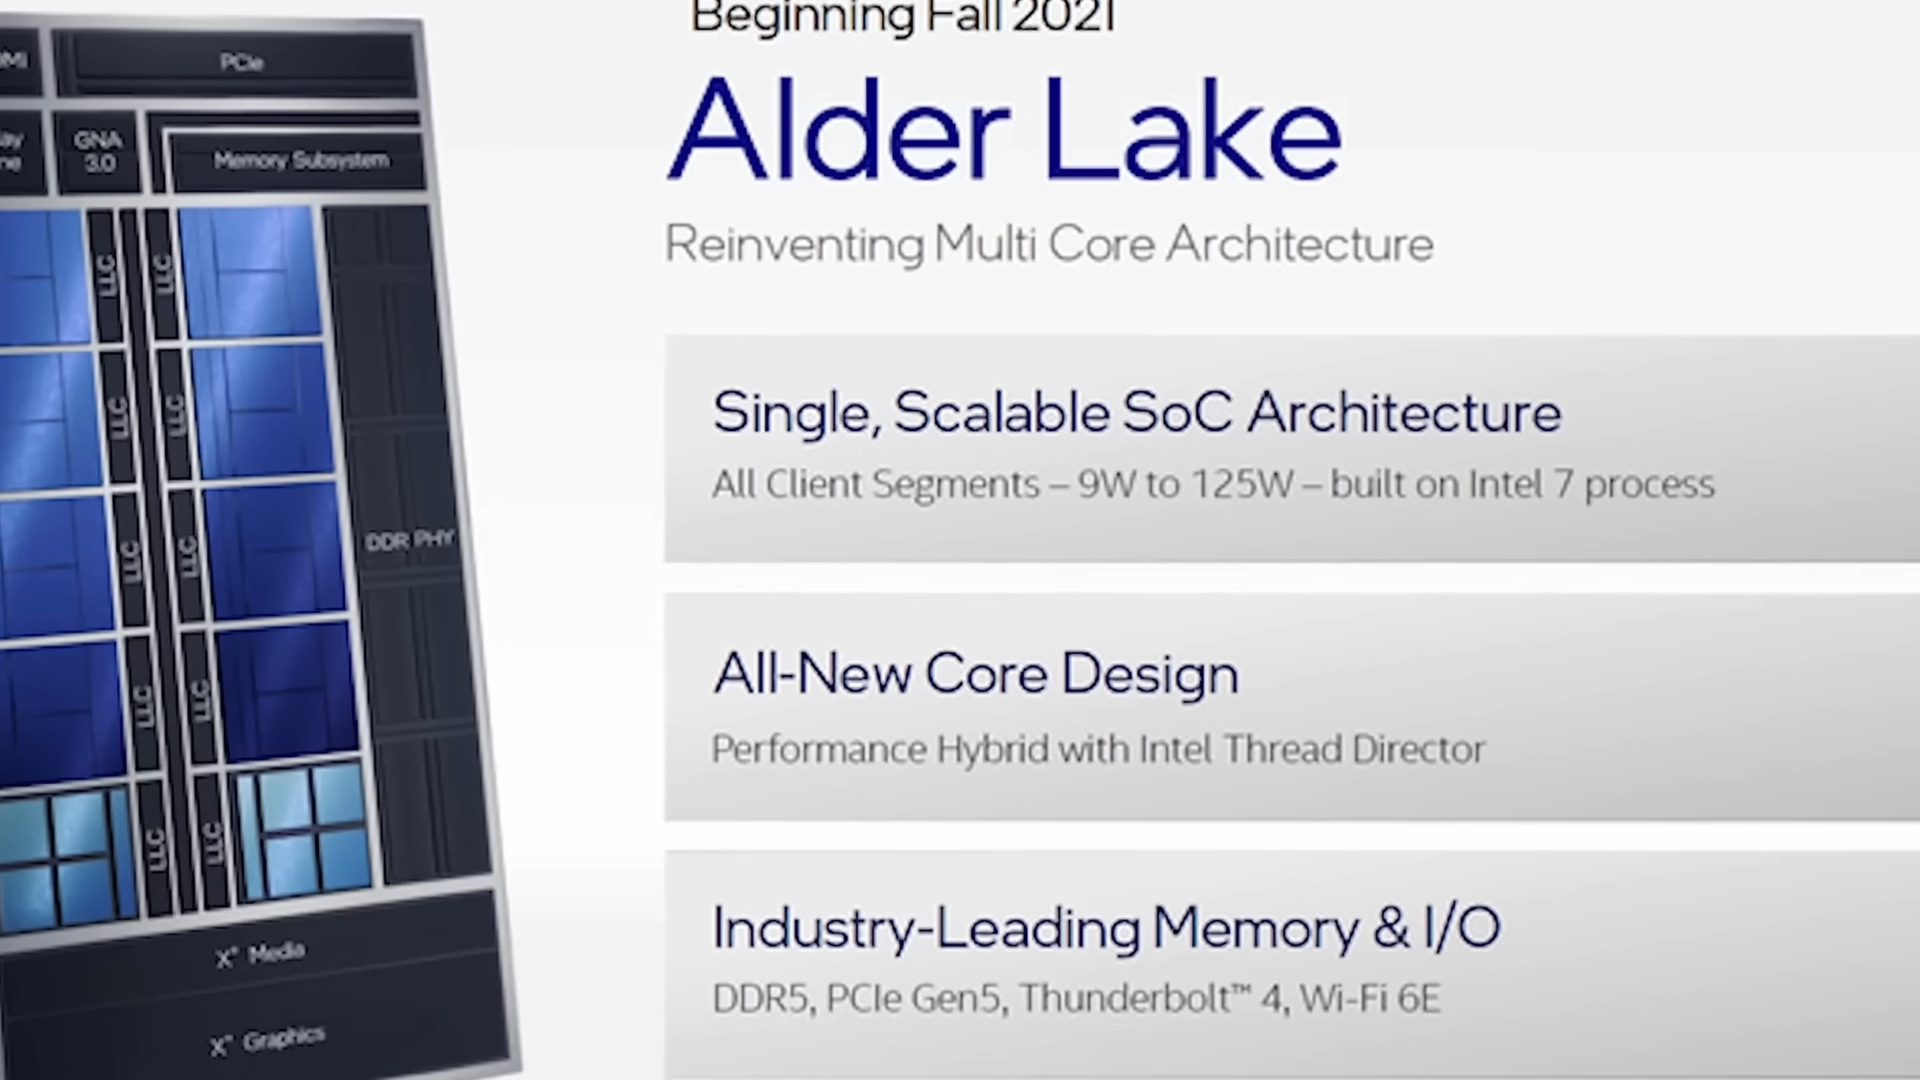 Beginning Fall 2021
Alder Lake
Reinventing Multi Core Architecture
Single, Scalable SoC Architecture
All Client Segments – 9W to 125W – built on Intel 7 process
All-New Core Design
Performance Hybrid with Intel Thread Director
Industry-Leading Memory & I/O
DDR5, PCIe Gen5, Thunderbolt™ 4, Wi-Fi 6E
PCIe
GNA
3.0
Memory Subsystem
LLC
LLC
LLC
LLC
LLC
LLC
LLC
LLC
LLC
LLC
DDR PHY
Xe Media
Xe Graphics